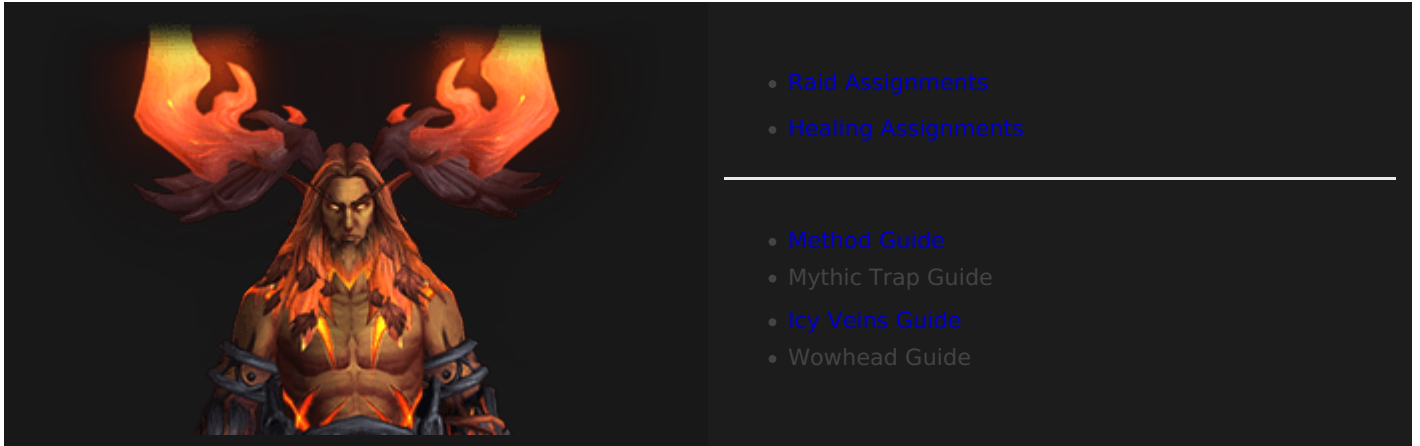 Raid Assignments
Healing Assignments
Method Guide
Mythic Trap Guide
Icy Veins Guide
Wowhead Guide